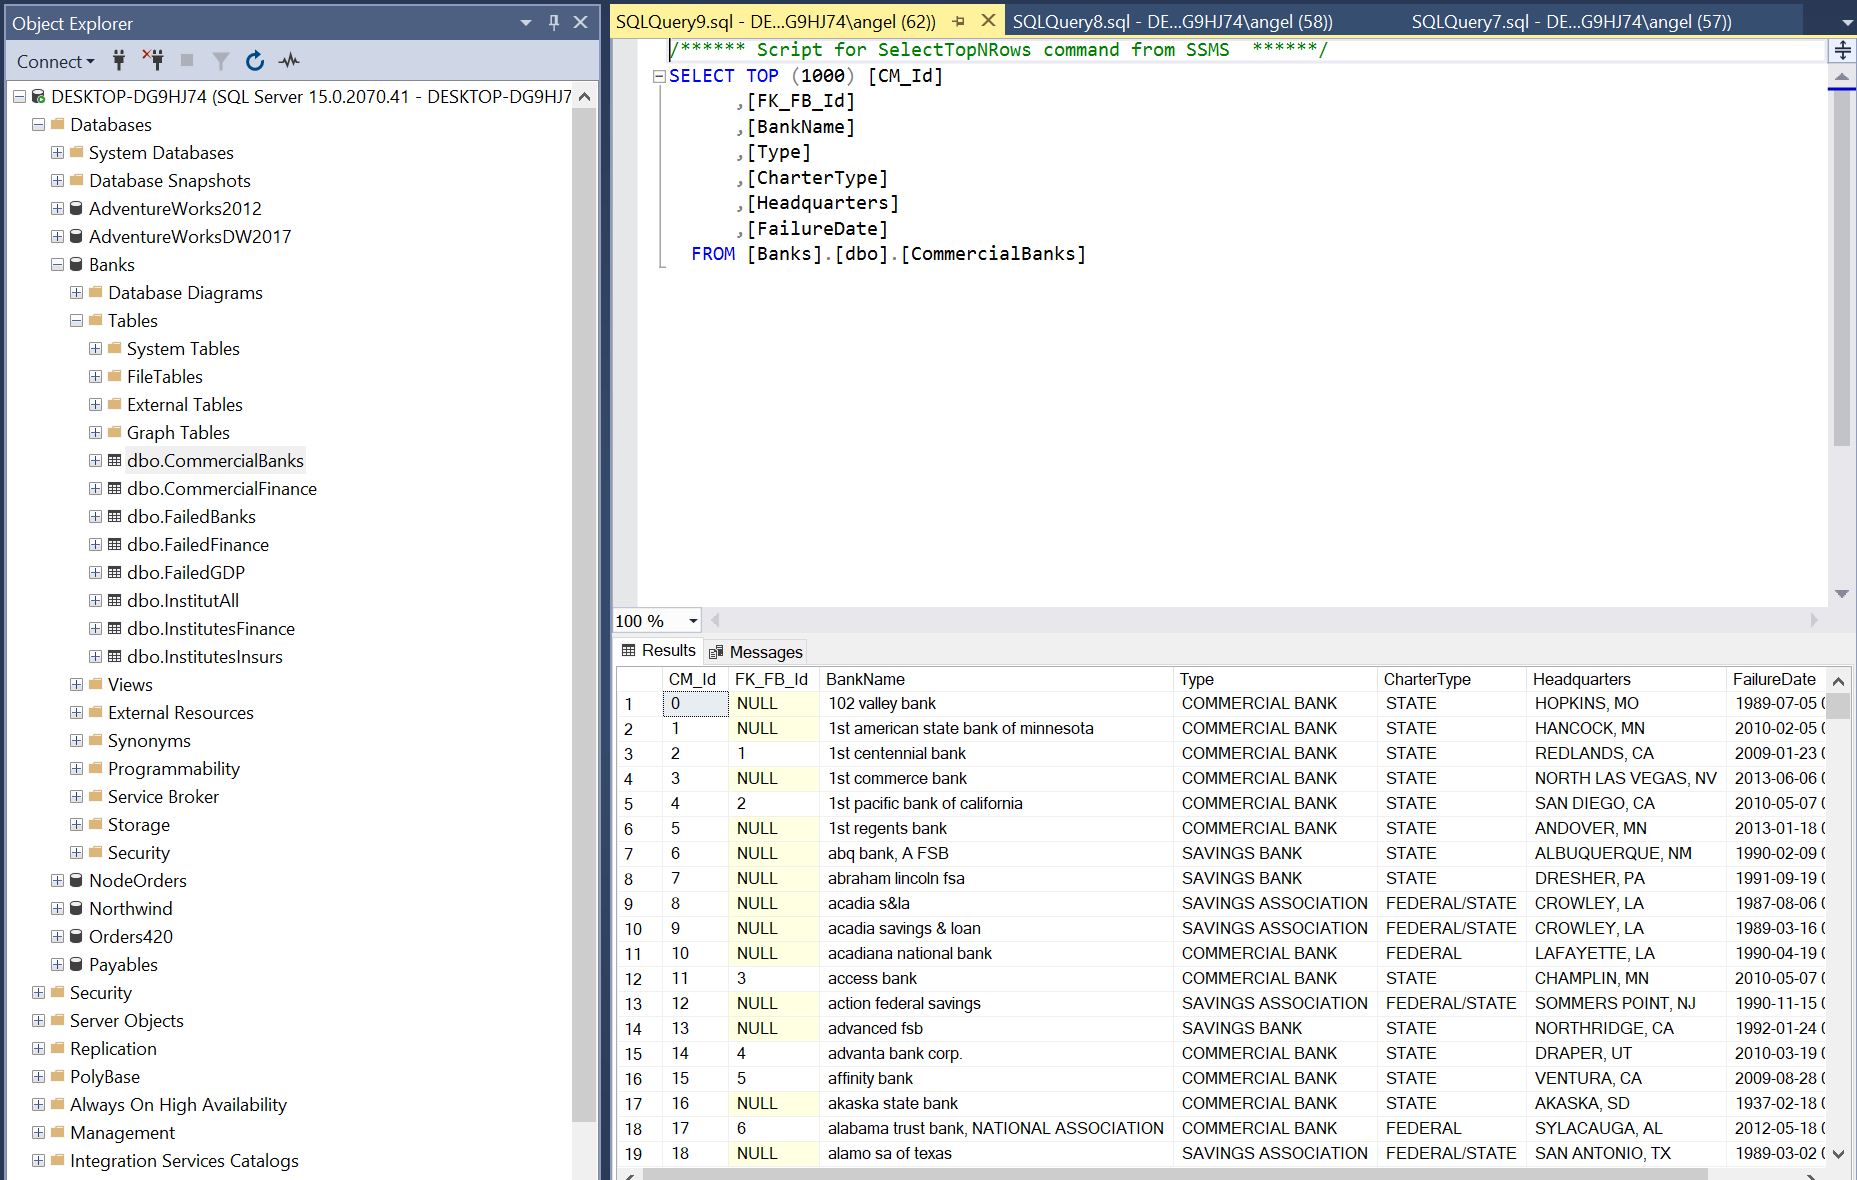 Object Explorer
Connect
DESKTOP-DG9HJ74 (SQL Server 15.0.2070.41 - DESKTOP-DG9HJ7
Databases
System Databases
Database Snapshots
AdventureWorks2012
AdventureWorksDW2017
Banks
Database Diagrams
Tables
System Tables
FileTables
External Tables
Graph Tables
dbo.CommercialBanks
dbo.CommercialFinance
dbo.FailedBanks
dbo.FailedFinance
dbo.FailedGDP
dbo.InstitutAll
dbo.InstitutesFinance
dbo.InstitutesInsurs
Views
External Resources
Synonyms
Programmability
Service Broker
Storage
Security
NodeOrders
Northwind
Orders420
Payables
Security
Server Objects
Replication
PolyBase
Always On High Availability
Management
Integration Services Catalogs
SQLQuery9.sql - DE...G9HJ74\angel (62)) SQLQuery8.sql - DE...G9HJ74\angel (58)) SQLQuery7.sql - DE...G9HJ74\angel (57))
/****** Script for SelectTopNRows command from SSMS  ******/
SELECT TOP (1000) [CM_Id]
,[FK_FB_Id]
,[BankName]
,[Type]
,[CharterType]
,[Headquarters]
,[FailureDate]
FROM [Banks].[dbo].[CommercialBanks]
100 %
Results Messages
CM_Id FK_FB_Id BankName Type CharterType Headquarters FailureDate
1 0 NULL 102 valley bank COMMERCIAL BANK STATE HOPKINS, MO 1989-07-05 0
2 1 NULL 1st american state bank of minnesota COMMERCIAL BANK STATE HANCOCK, MN 2010-02-05 0
3 2 1 1st centennial bank COMMERCIAL BANK STATE REDLANDS, CA 2009-01-23 0
4 3 NULL 1st commerce bank COMMERCIAL BANK STATE NORTH LAS VEGAS, NV 2013-06-06 0
5 4 2 1st pacific bank of california COMMERCIAL BANK STATE SAN DIEGO, CA 2010-05-07 0
6 5 NULL 1st regents bank COMMERCIAL BANK STATE ANDOVER, MN 2013-01-18 0
7 6 NULL abq bank, A FSB SAVINGS BANK STATE ALBUQUERQUE, NM 1990-02-09 0
8 7 NULL abraham lincoln fsa SAVINGS BANK STATE DRESHER, PA 1991-09-19 0
9 8 NULL acadia s&la SAVINGS ASSOCIATION FEDERAL/STATE CROWLEY, LA 1987-08-06 0
10 9 NULL acadia savings & loan SAVINGS ASSOCIATION FEDERAL/STATE CROWLEY, LA 1989-03-16 0
11 10 NULL acadiana national bank COMMERCIAL BANK FEDERAL LAFAYETTE, LA 1990-04-19 0
12 11 3 access bank COMMERCIAL BANK STATE CHAMPLIN, MN 2010-05-07 0
13 12 NULL action federal savings SAVINGS ASSOCIATION FEDERAL/STATE SOMMERS POINT, NJ 1990-11-15 0
14 13 NULL advanced fsb SAVINGS BANK STATE NORTHRIDGE, CA 1992-01-24 0
15 14 4 advanta bank corp. COMMERCIAL BANK STATE DRAPER, UT 2010-03-19 0
16 15 5 affinity bank COMMERCIAL BANK STATE VENTURA, CA 2009-08-28 0
17 16 NULL akaska state bank COMMERCIAL BANK STATE AKASKA, SD 1937-02-18 0
18 17 6 alabama trust bank, NATIONAL ASSOCIATION COMMERCIAL BANK FEDERAL SYLACAUGA, AL 2012-05-18 0
19 18 NULL alamo sa of texas SAVINGS ASSOCIATION FEDERAL/STATE SAN ANTONIO, TX 1989-03-02 0